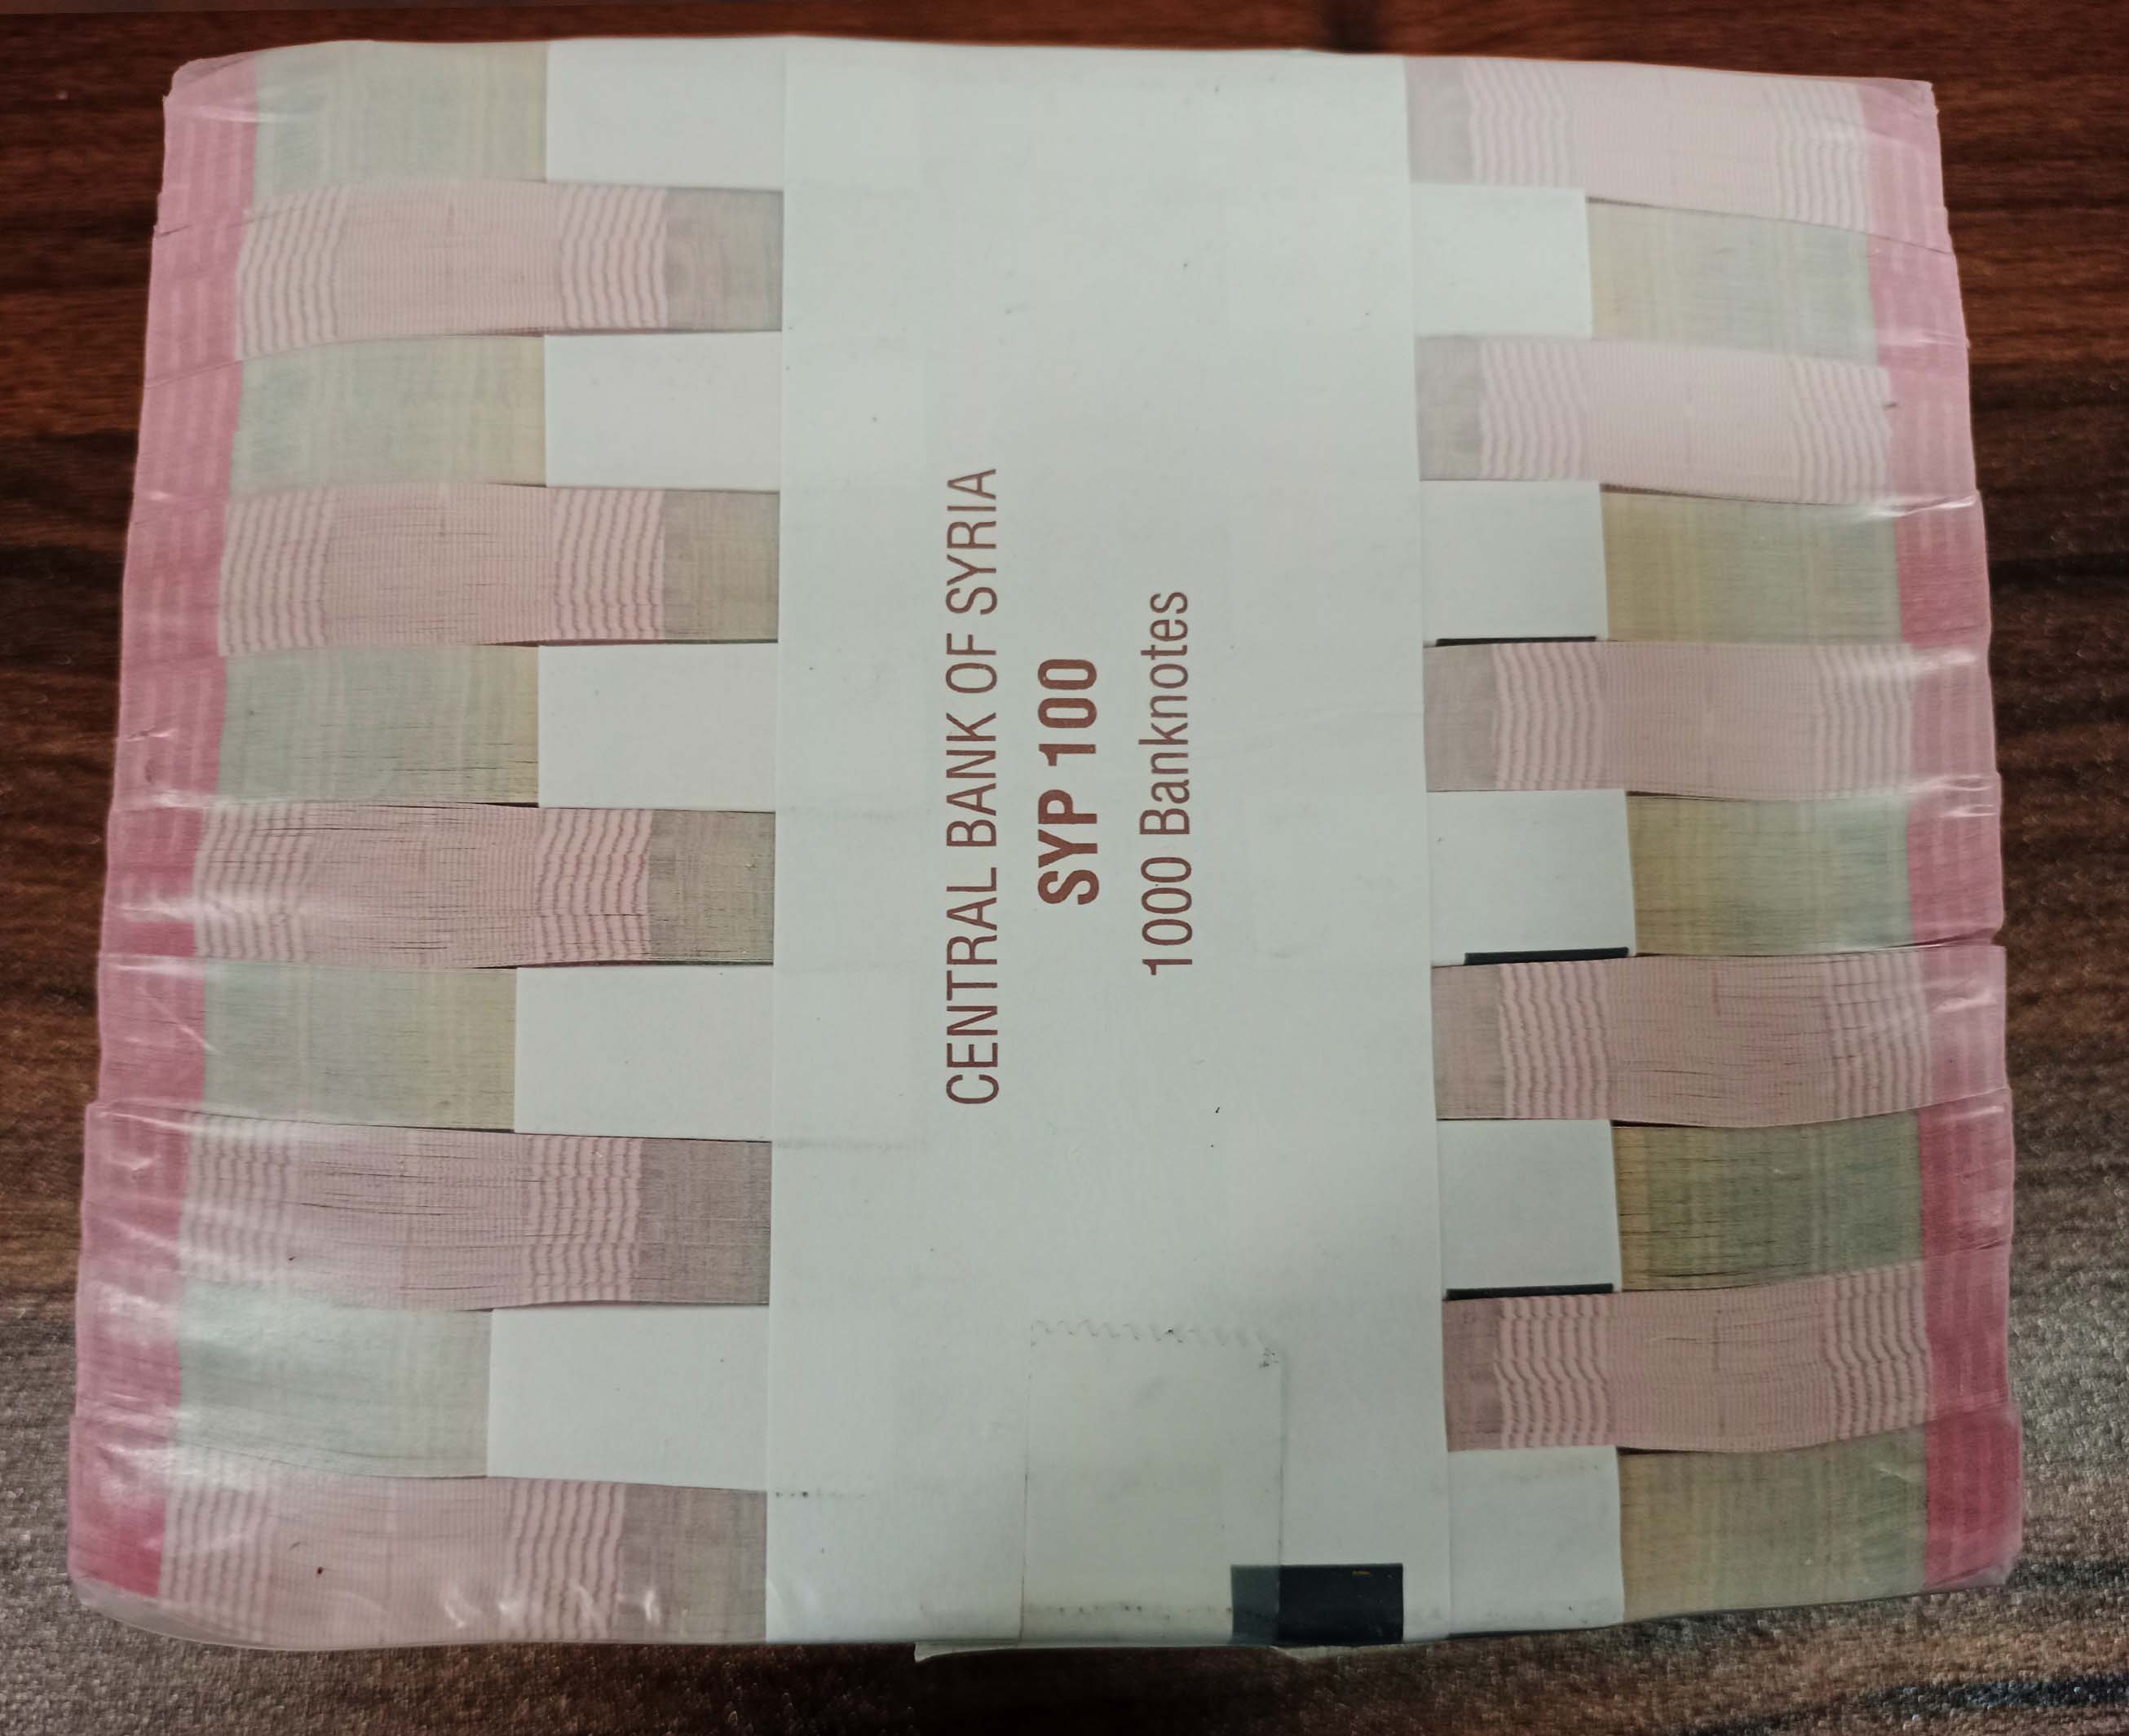 CENTRAL BANK OF SYRIA
SYP 100
1000 Banknotes